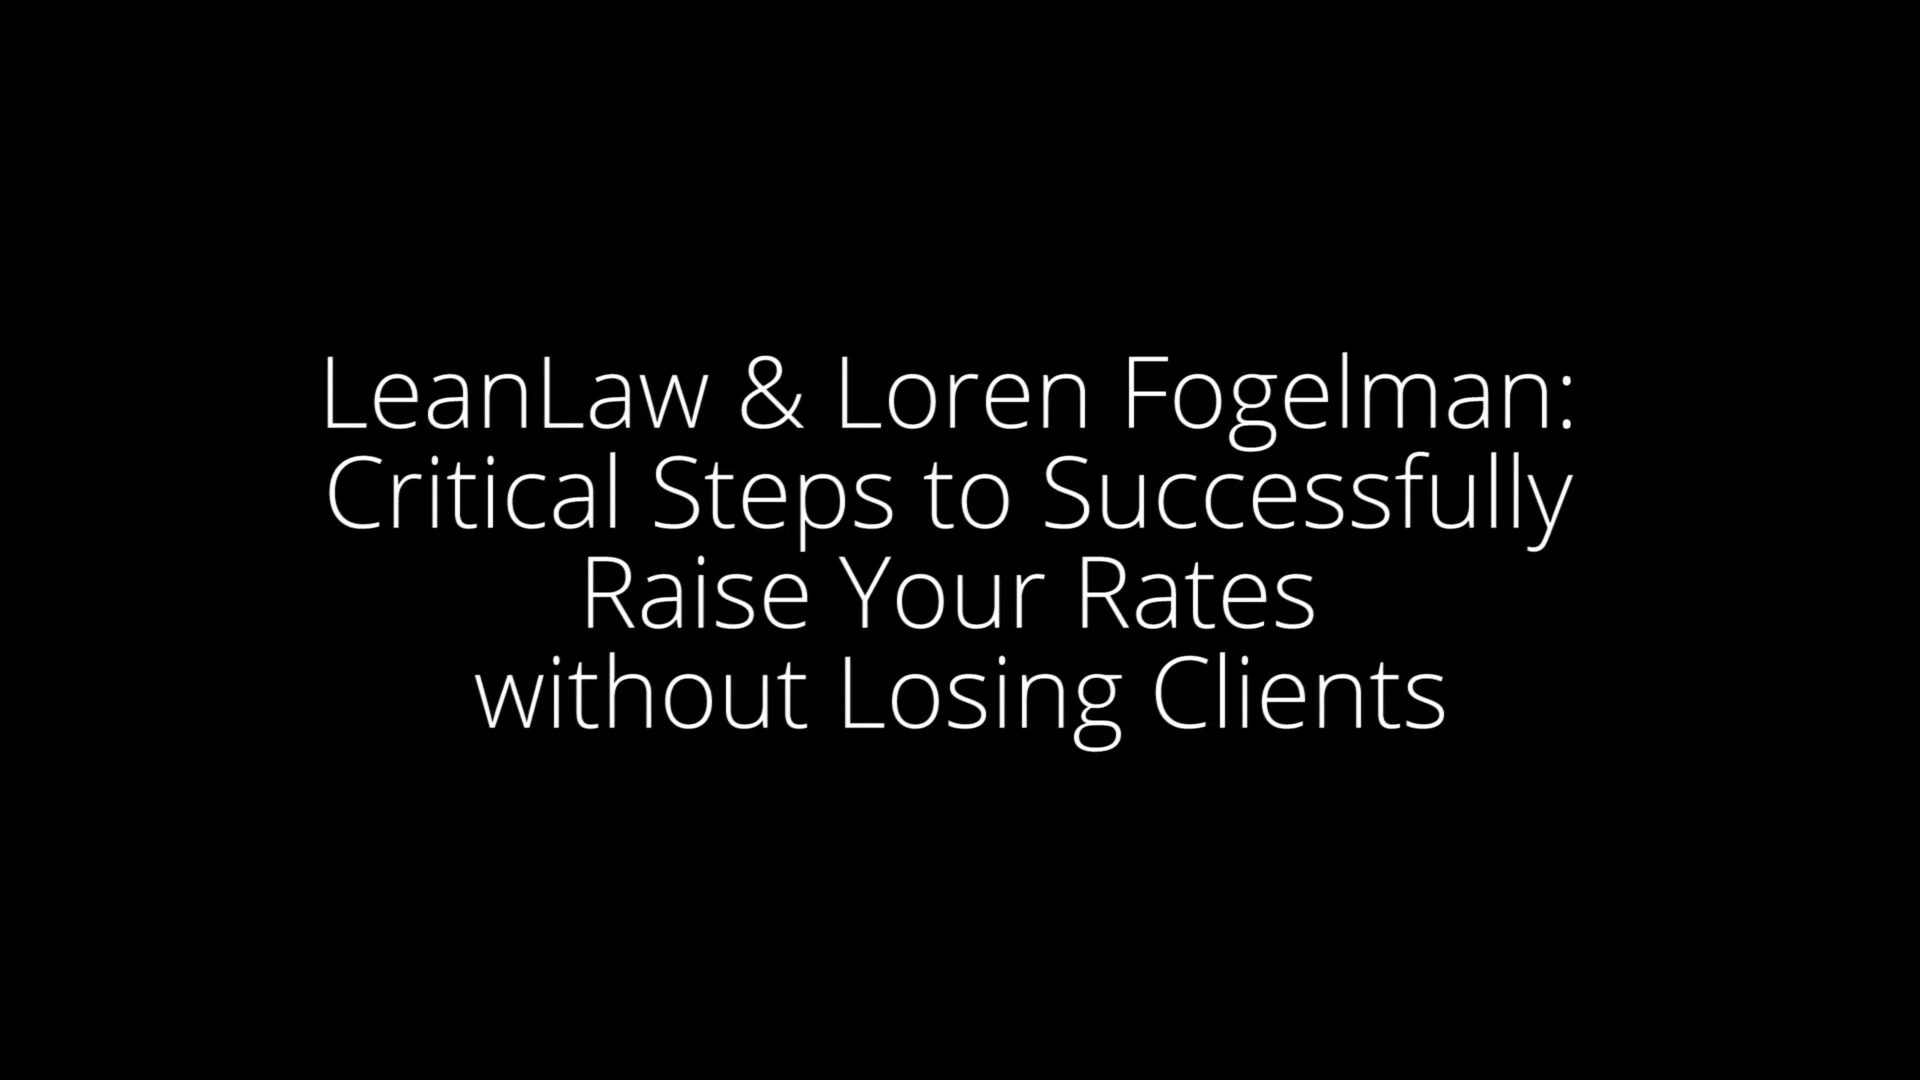 LeanLaw & Loren Fogelman:
Critical Steps to Successfully
Raise Your Rates
without Losing Clients